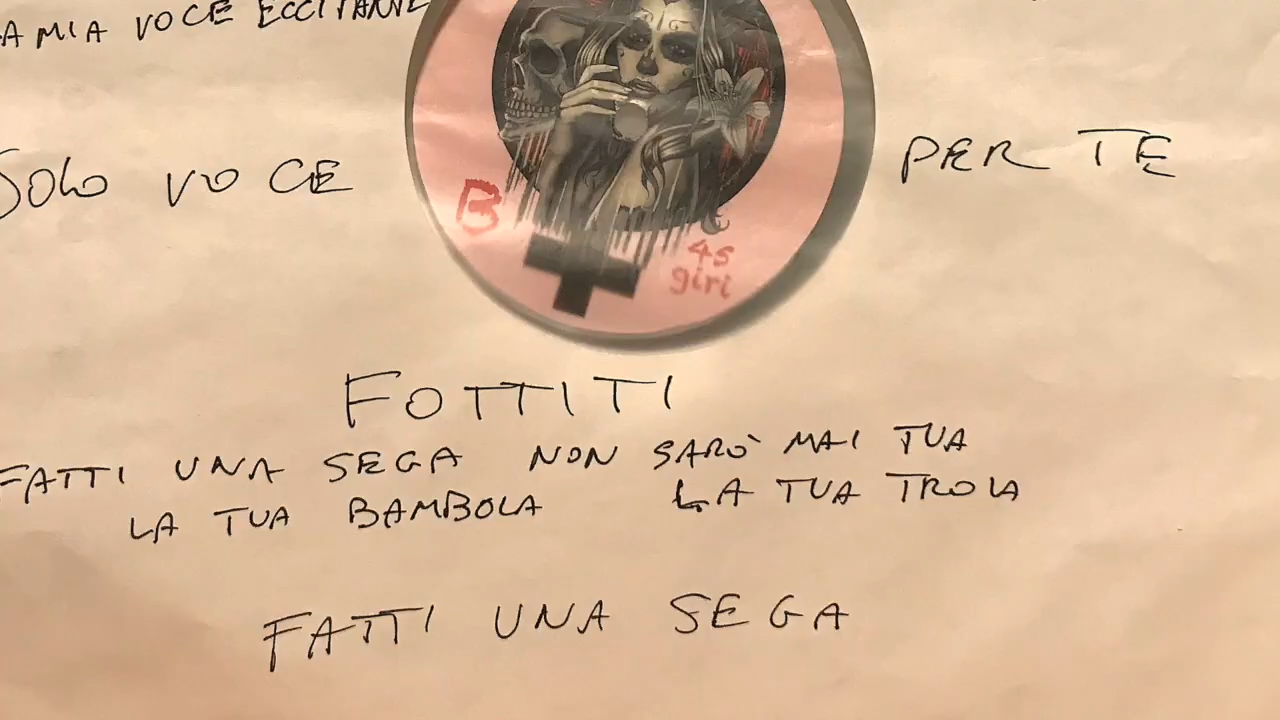 A MIA VOCE ECCITANTE
SOLO VOCE PER TE
B
45
giri
FOTTITI
FATTI UNA SEGA NON SARÒ MAI TUA
LA TUA BAMBOLA LA TUA TROIA
FATTI UNA SEGA